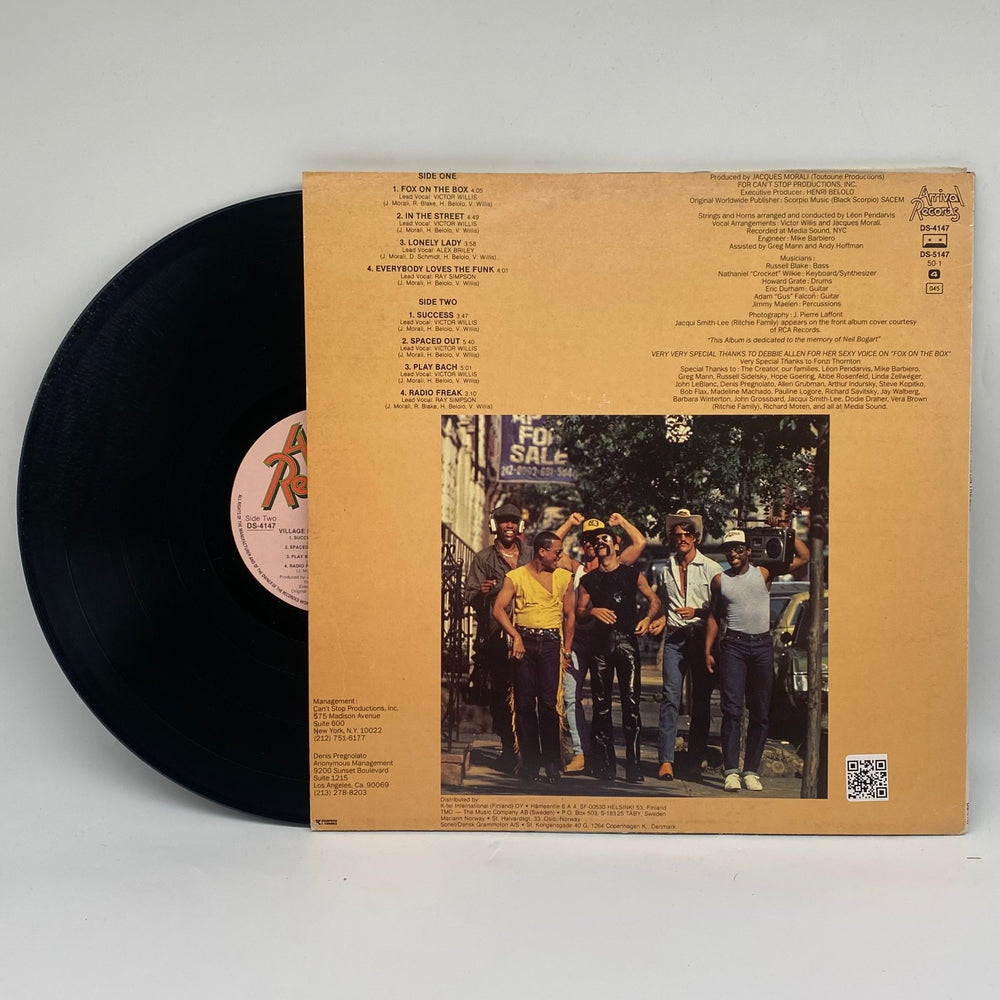 SIDE ONE
1. FOX ON THE BOX 4:05
Lead Vocal: VICTOR WILLIS
(J. Morali, R. Blake, H. Belolo, V. Willis)
2. IN THE STREET 4:49
Lead Vocal: VICTOR WILLIS
(J. Morali, H. Belolo, V. Willis)
3. LONELY LADY 3:58
Lead Vocal: ALEX BRILEY
(J. Morali, D. Schmidt, H. Belolo, V. Willis)
4. EVERYBODY LOVES THE FUNK 4:01
Lead Vocal: RAY SIMPSON
(J. Morali, H. Belolo, V. Willis)
SIDE TWO
1. SUCCESS 3:47
Lead Vocal: VICTOR WILLIS
(J. Morali, H. Belolo, V. Willis)
2. SPACED OUT 5:40
Lead Vocal: VICTOR WILLIS
(J. Morali, H. Belolo, V. Willis)
3. PLAY BACH 5:01
Lead Vocal: VICTOR WILLIS
(J. Morali, H. Belolo, V. Willis)
4. RADIO FREAK 3:10
Lead Vocal: RAY SIMPSON
(J. Morali, R. Blake, H. Belolo, V. Willis)
Produced by JACQUES MORALI (Toutoune Productions)
FOR CAN'T STOP PRODUCTIONS, INC.
Executive Producer: HENRI BELOLO
Original Worldwide Publisher: Scorpio Music (Black Scorpio) SACEM
Strings and Horns arranged and conducted by Léon Pendarvis
Vocal Arrangements: Victor Willis and Jacques Morali.
Recorded at Media Sound, NYC
Engineer: Mike Barbiero
Assisted by Greg Mann and Andy Hoffman
Musicians:
Russell Blake: Bass
Nathaniel "Crocket" Wilkie: Keyboard/Synthesizer
Howard Grate: Drums
Eric Durham: Guitar
Adam "Gus" Falcon: Guitar
Jimmy Maelen: Percussions
Photography: J. Pierre Laffont
Jacqui Smith-Lee (Ritchie Family) appears on the front album cover courtesy
of RCA Records.
"This Album is dedicated to the memory of Neil Bogart"
VERY VERY SPECIAL THANKS TO DEBBIE ALLEN FOR HER SEXY VOICE ON "FOX ON THE BOX"
Very Special Thanks to Fonzi Thornton
Special Thanks to: The Creator, our families, Léon Pendarvis, Mike Barbiero,
Greg Mann, Russell Sidelsky, Hope Goering, Abbe Rosenfeld, Linda Zellweger,
John LeBlanc, Denis Pregnolato, Allen Grubman, Arthur Indursky, Steve Kopitko,
Bob Flax, Madeline Machado, Pauline Logore, Richard Savitsky, Jay Walberg,
Barbara Winterton, John Grossbard, Jacqui Smith-Lee, Dodie Draher, Vera Brown
(Ritchie Family), Richard Moten, and all at Media Sound.
Arrival
Records
DS-4147
DS-5147
50-1
4
045
FOR
SALE
Side Two
DS-4147
VILLAGE
1. SUCC
2. SPACED
3. PLAY B
4. RADIO
Management:
Can't Stop Productions, Inc.
575 Madison Avenue
Suite 600
New York, N.Y. 10022
(212) 751-6177
Denis Pregnolato
Anonymous Management
9200 Sunset Boulevard
Suite 1215
Los Angeles, Ca. 90069
(213) 278-8203
Distributed by:
K-tel International (Finland) OY • Hämeentie 6 A 4, SF 00530 HELSINKI 53, Finland
TMC — The Music Company AB (Sweden) • P.O. Box 503, S-18325 TÄBY, Sweden
Mariann Norway • St. Halvardsgt. 33, Oslo, Norway
Sonet/Dansk Grammofon A/S • St. Kongensgade 40 G, 1264 Copenhagen K., Denmark